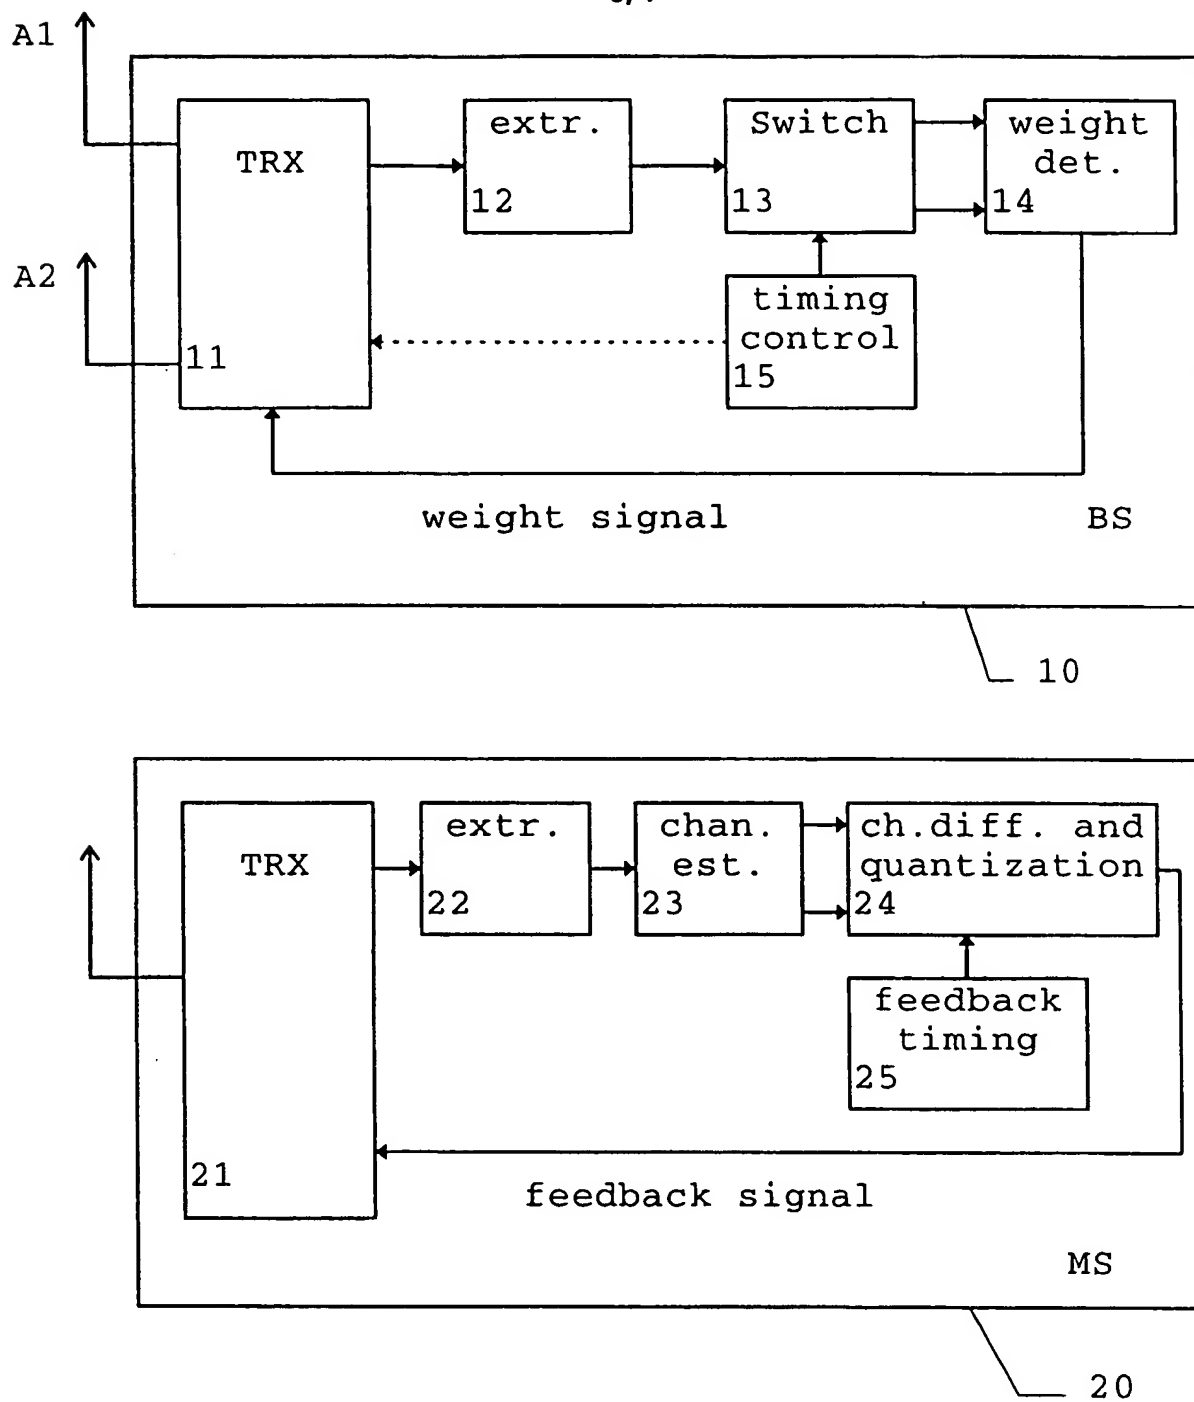 A1
extr.
Switch
weight
det.
TRX
12
13
14
A2
timing
control
15
11
weight signal
BS
10
extr.
chan.
est.
ch.diff. and
quantization
TRX
22
23
24
feedback
timing
25
21
feedback signal
MS
20